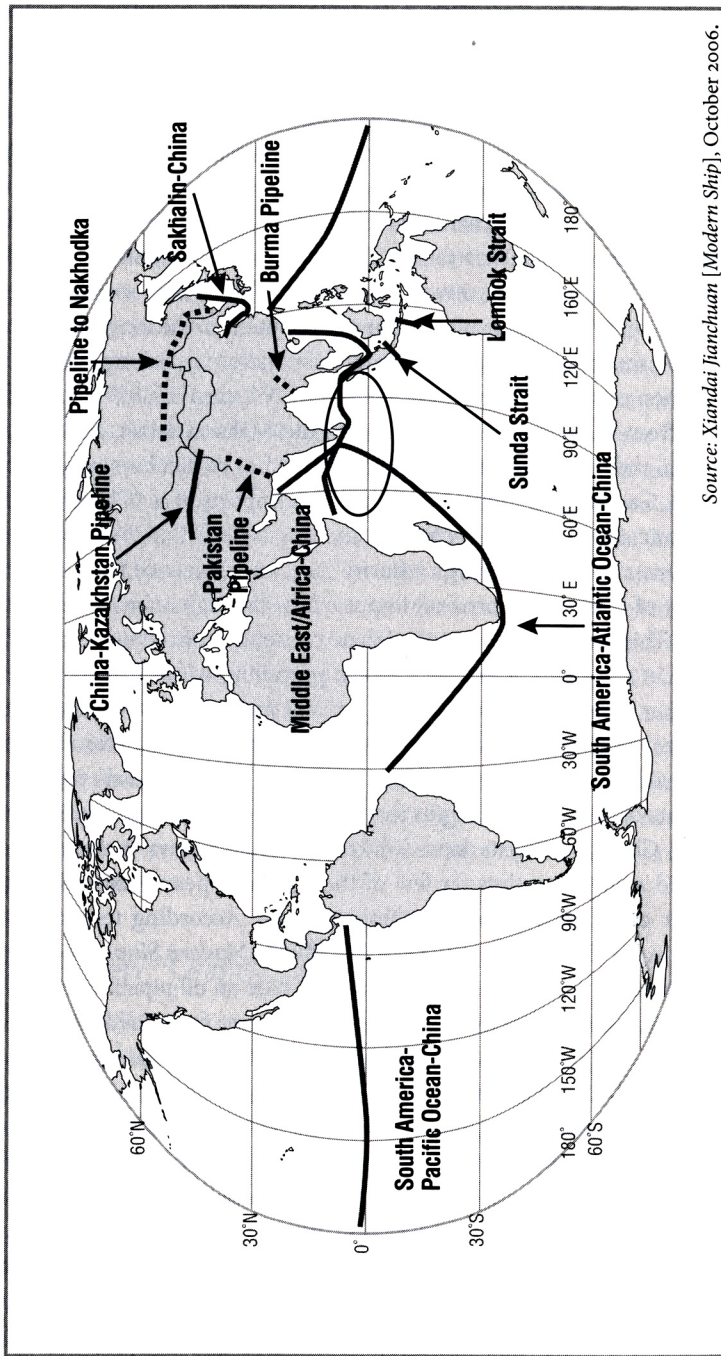 Pipeline to Nakhodka
Sakhalin-China
Burma Pipeline
China-Kazakhstan Pipeline
Pakistan
Pipeline
Middle East/Africa-China
Lombok Strait
Sunda Strait
South America-Atlantic Ocean-China
South America-
Pacific Ocean-China
60°N
30°N
0°
30°S
60°S
180°
150°W
120°W
90°W
60°W
30°W
0°
30°E
60°E
90°E
120°E
160°E
180°
Source: Xiandai Jianchuan [Modern Ship], October 2006.